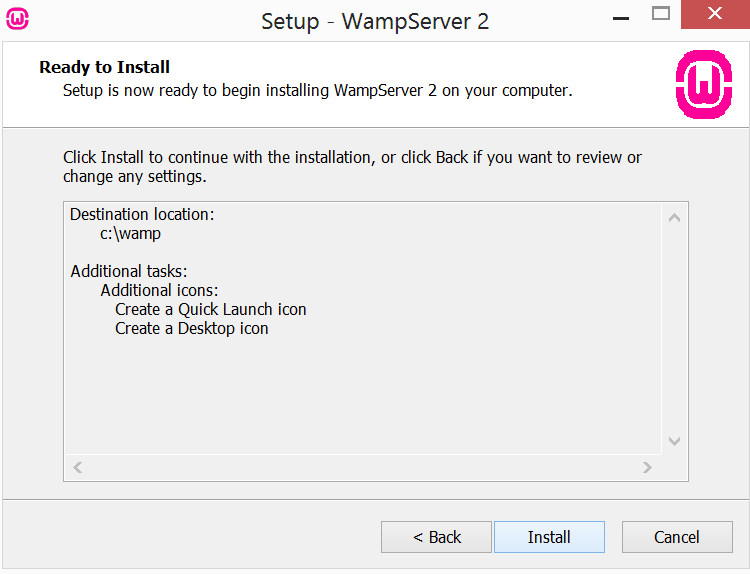 Setup - WampServer 2
Ready to Install
Setup is now ready to begin installing WampServer 2 on your computer.
Click Install to continue with the installation, or click Back if you want to review or
change any settings.
Destination location:
c:\wamp
Additional tasks:
Additional icons:
Create a Quick Launch icon
Create a Desktop icon
< Back
Install
Cancel